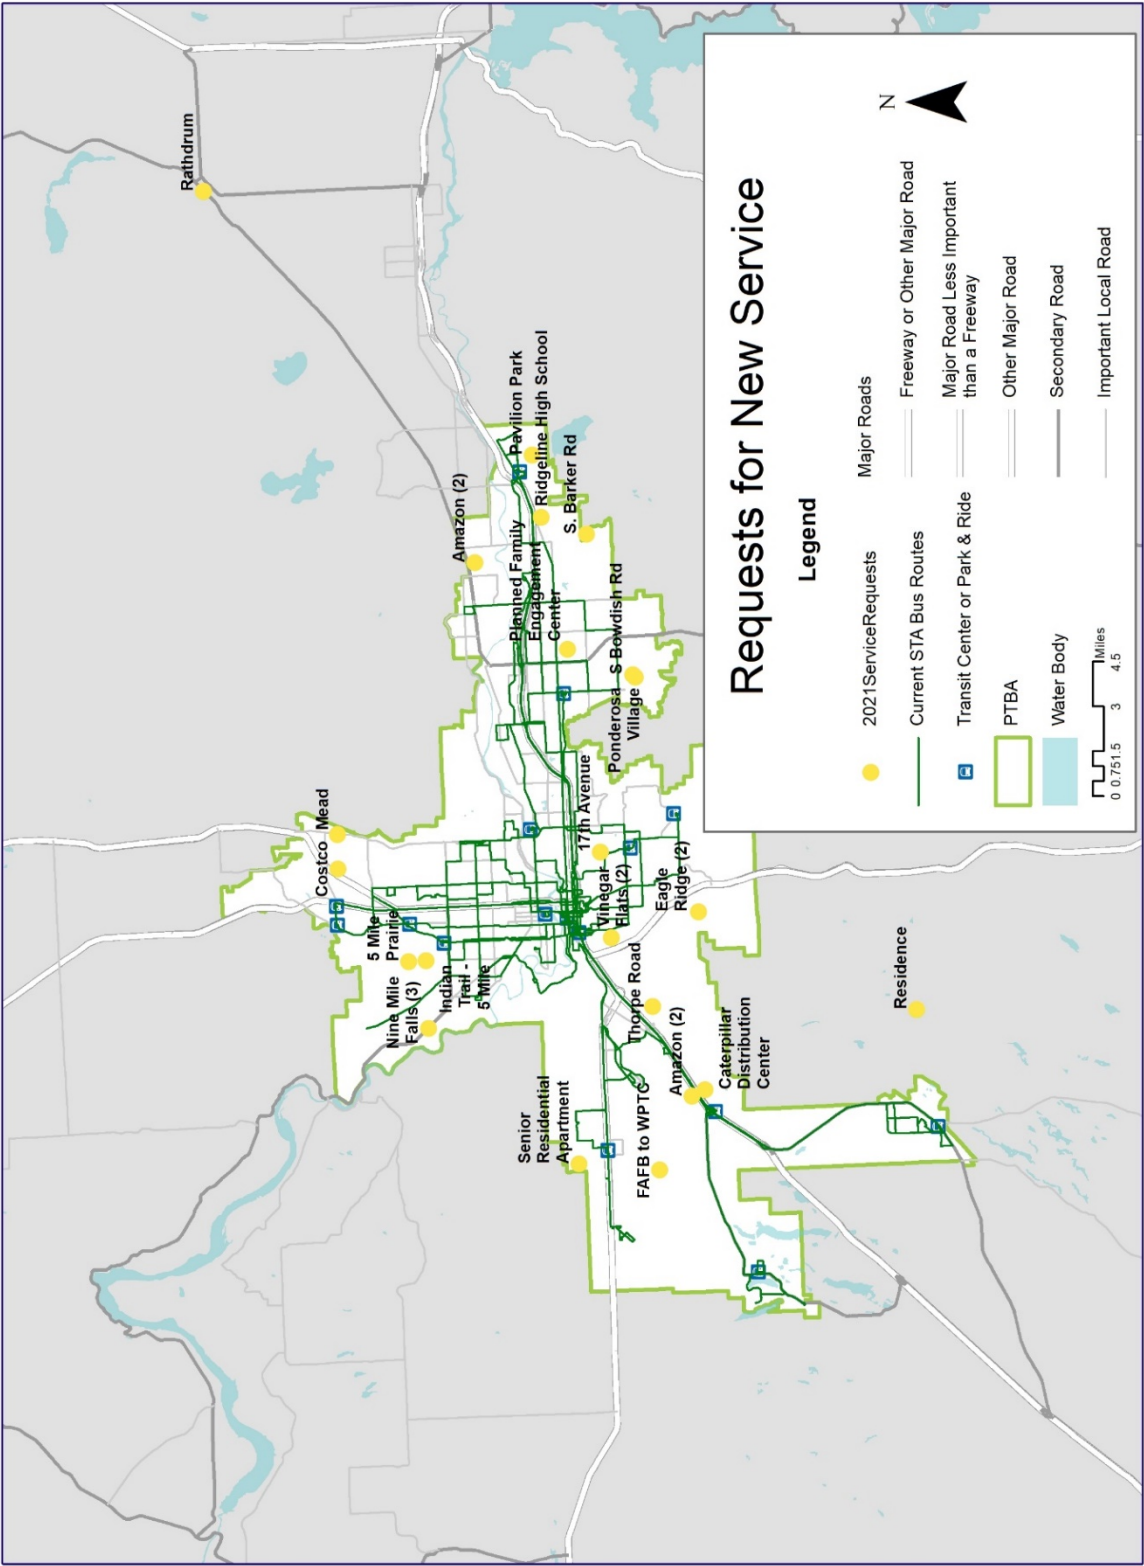 Rathdrum
Costco
Mead
5 Mile
Prairie
Nine Mile
Falls (3)
Indian
Trail -
5 Mile
Amazon (2)
Pavilion Park
Ridgeline High School
S. Barker Rd
Planned Family
Engagement
Center
S Bowdish Rd
Ponderosa
Village
17th Avenue
Vinegar
Flats (2)
Eagle
Ridge (2)
Senior
Residential
Apartment
Thorpe Road
FAFB to WPTC
Amazon (2)
Caterpillar
Distribution
Center
Residence
Requests for New Service
Legend
2021ServiceRequests
Current STA Bus Routes
Transit Center or Park & Ride
PTBA
Water Body
0 0.751.5 3 4.5
Miles
Major Roads
Freeway or Other Major Road
Major Road Less Important
than a Freeway
Other Major Road
Secondary Road
Important Local Road
N